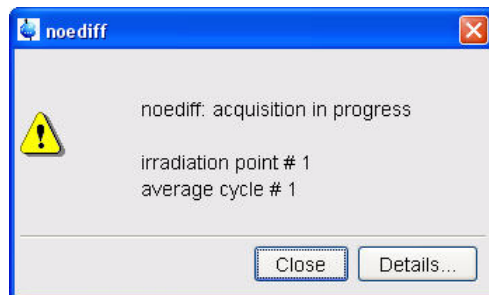 noediff
noediff: acquisition in progress
irradiation point # 1
average cycle # 1
Close
Details...